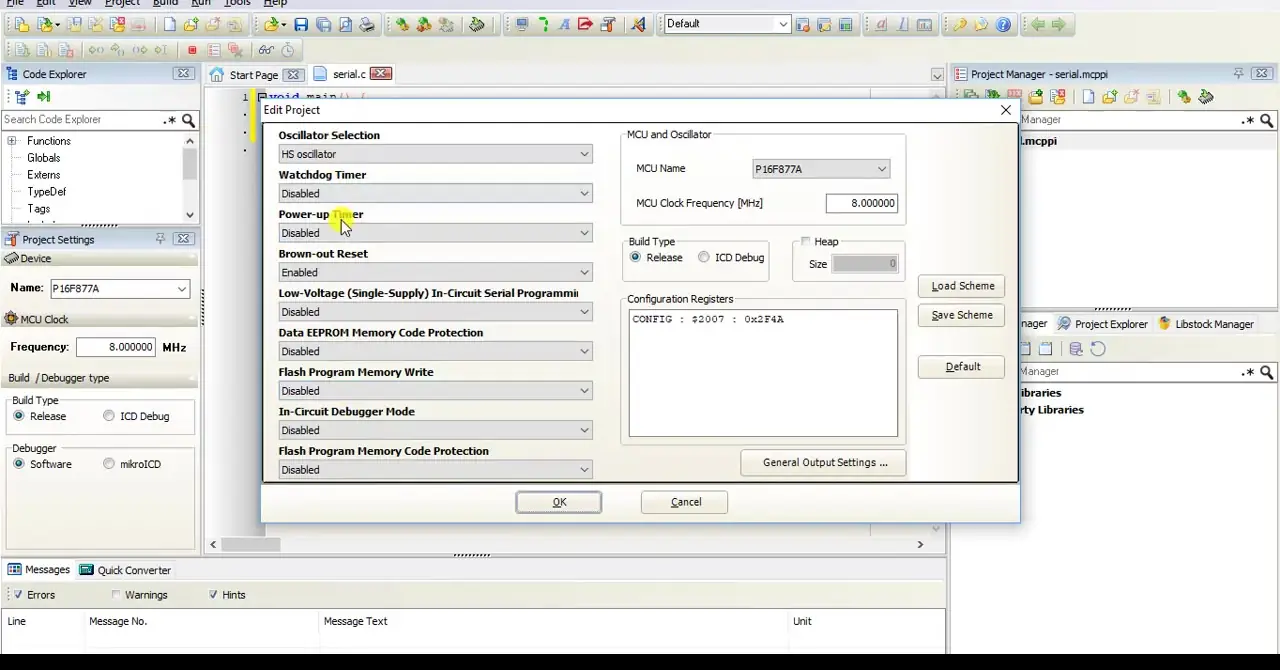 File Edit View Project Build Run Tools Help
Default
Code Explorer
Start Page
serial.c
Project Manager - serial.mcppi
Search Code Explorer
.*
1
void main() {
Manager
.*
Edit Project
Functions
Globals
Externs
TypeDef
Tags
.mcppi
Oscillator Selection
HS oscillator
Watchdog Timer
Disabled
Power-up Timer
Disabled
Brown-out Reset
Enabled
Low-Voltage (Single-Supply) In-Circuit Serial Programmin
Disabled
Data EEPROM Memory Code Protection
Disabled
Flash Program Memory Write
Disabled
In-Circuit Debugger Mode
Disabled
Flash Program Memory Code Protection
Disabled
MCU and Oscillator
MCU Name
P16F877A
MCU Clock Frequency [MHz]
8.000000
Build Type
Release
ICD Debug
Heap
Size
0
Configuration Registers
CONFIG : $2007 : 0x2F4A
Load Scheme
Save Scheme
Default
General Output Settings ...
OK
Cancel
Project Settings
Device
Name:
P16F877A
MCU Clock
Frequency:
8.000000
MHz
Build / Debugger type
Build Type
Release
ICD Debug
Debugger
Software
mikroICD
nager
Project Explorer
Libstock Manager
Manager
.*
ibraries
rty Libraries
Messages
Quick Converter
Errors
Warnings
Hints
Line
Message No.
Message Text
Unit